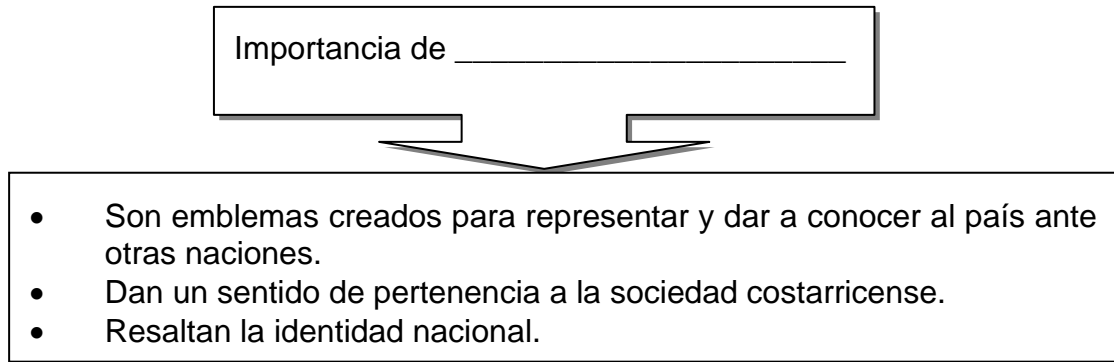 Importancia de ______________________
• Son emblemas creados para representar y dar a conocer al país ante
otras naciones.
• Dan un sentido de pertenencia a la sociedad costarricense.
• Resaltan la identidad nacional.